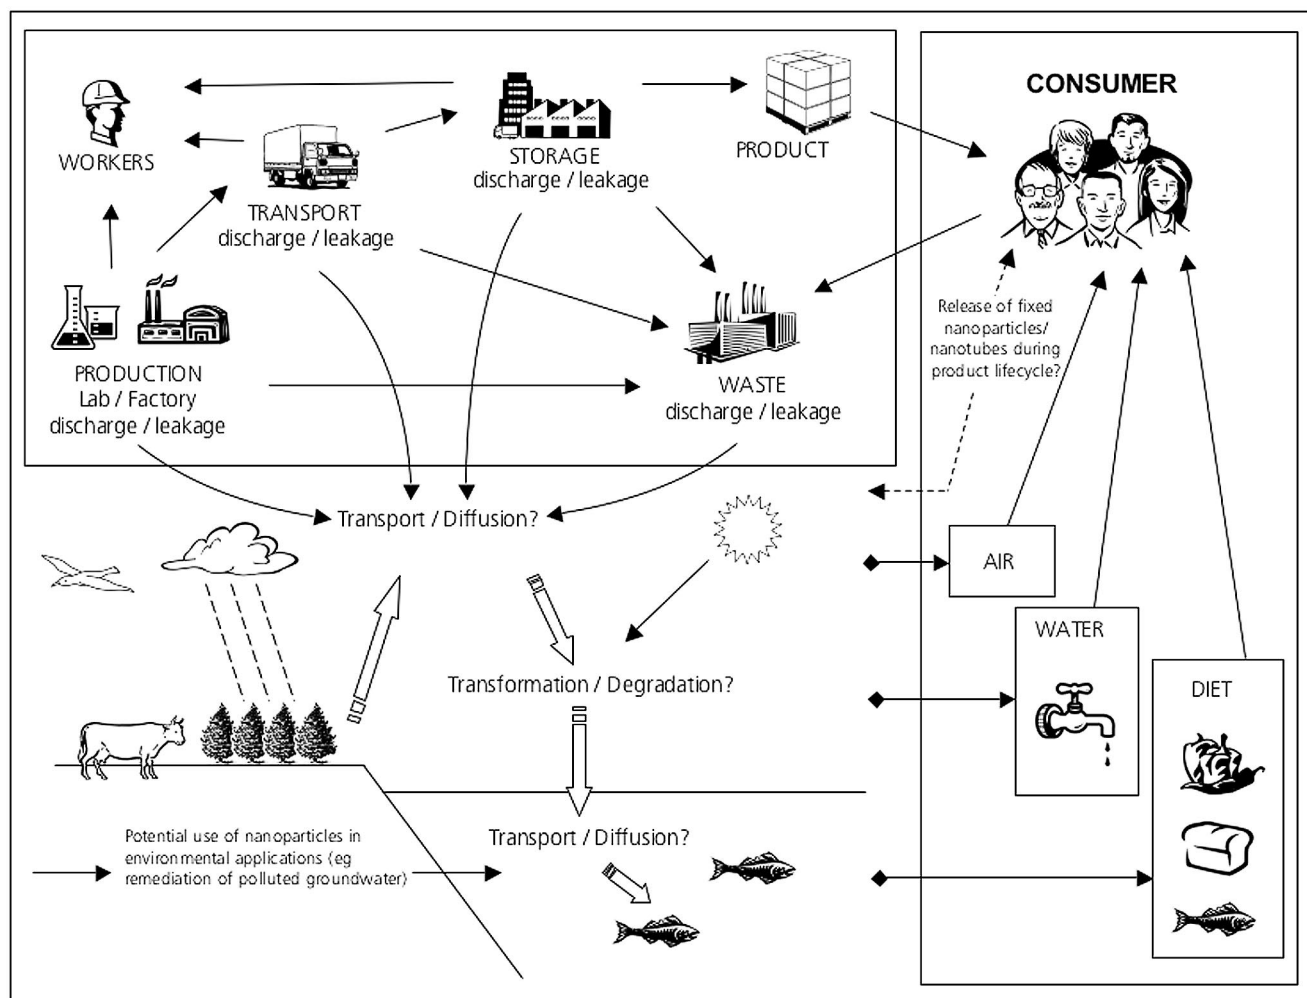 WORKERS
TRANSPORT
discharge / leakage
STORAGE
discharge / leakage
PRODUCT
PRODUCTION
Lab / Factory
discharge / leakage
WASTE
discharge / leakage
CONSUMER
Release of fixed
nanoparticles/
nanotubes during
product lifecycle?
Transport / Diffusion?
Transformation / Degradation?
AIR
WATER
DIET
Potential use of nanoparticles in
environmental applications (eg
remediation of polluted groundwater)
Transport / Diffusion?